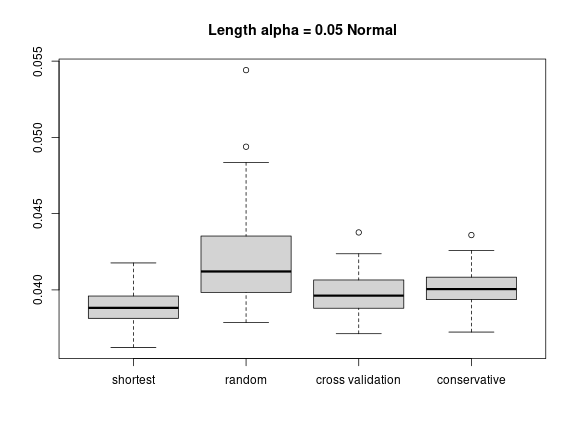 Length alpha = 0.05 Normal
0.055
0.050
0.045
0.040
shortest random cross validation conservative